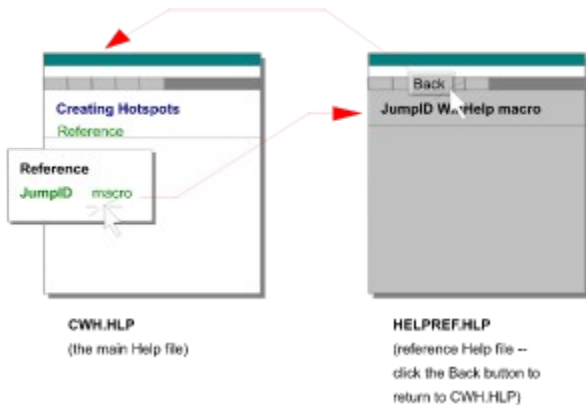 Back
Creating Hotspots
Reference
Reference
JumpID macro
JumpID WinHelp macro
CWH.HLP
(the main Help file)
HELPREF.HLP
(reference Help file --
click the Back button to
return to CWH.HLP)